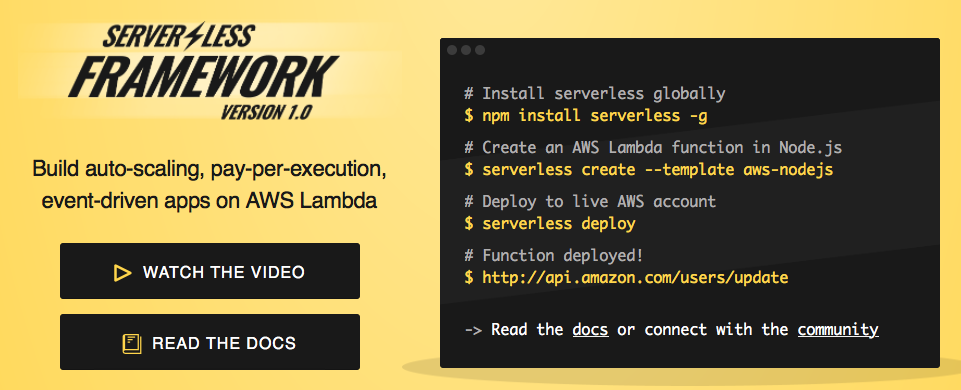 SERVERLESS
FRAMEWORK
VERSION 1.0
Build auto-scaling, pay-per-execution,
event-driven apps on AWS Lambda
WATCH THE VIDEO
READ THE DOCS
# Install serverless globally
$ npm install serverless -g
# Create an AWS Lambda function in Node.js
$ serverless create --template aws-nodejs
# Deploy to live AWS account
$ serverless deploy
# Function deployed!
$ http://api.amazon.com/users/update
-> Read the docs or connect with the community